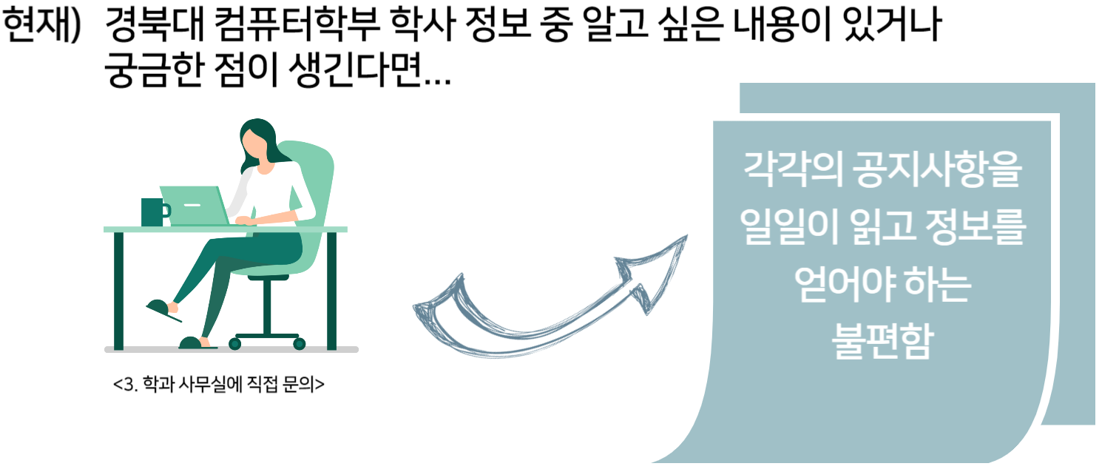 현재) 경북대 컴퓨터학부 학사 정보 중 알고 싶은 내용이 있거나
궁금한 점이 생긴다면...
<3. 학과 사무실에 직접 문의>
각각의 공지사항을
일일이 읽고 정보를
얻어야 하는
불편함